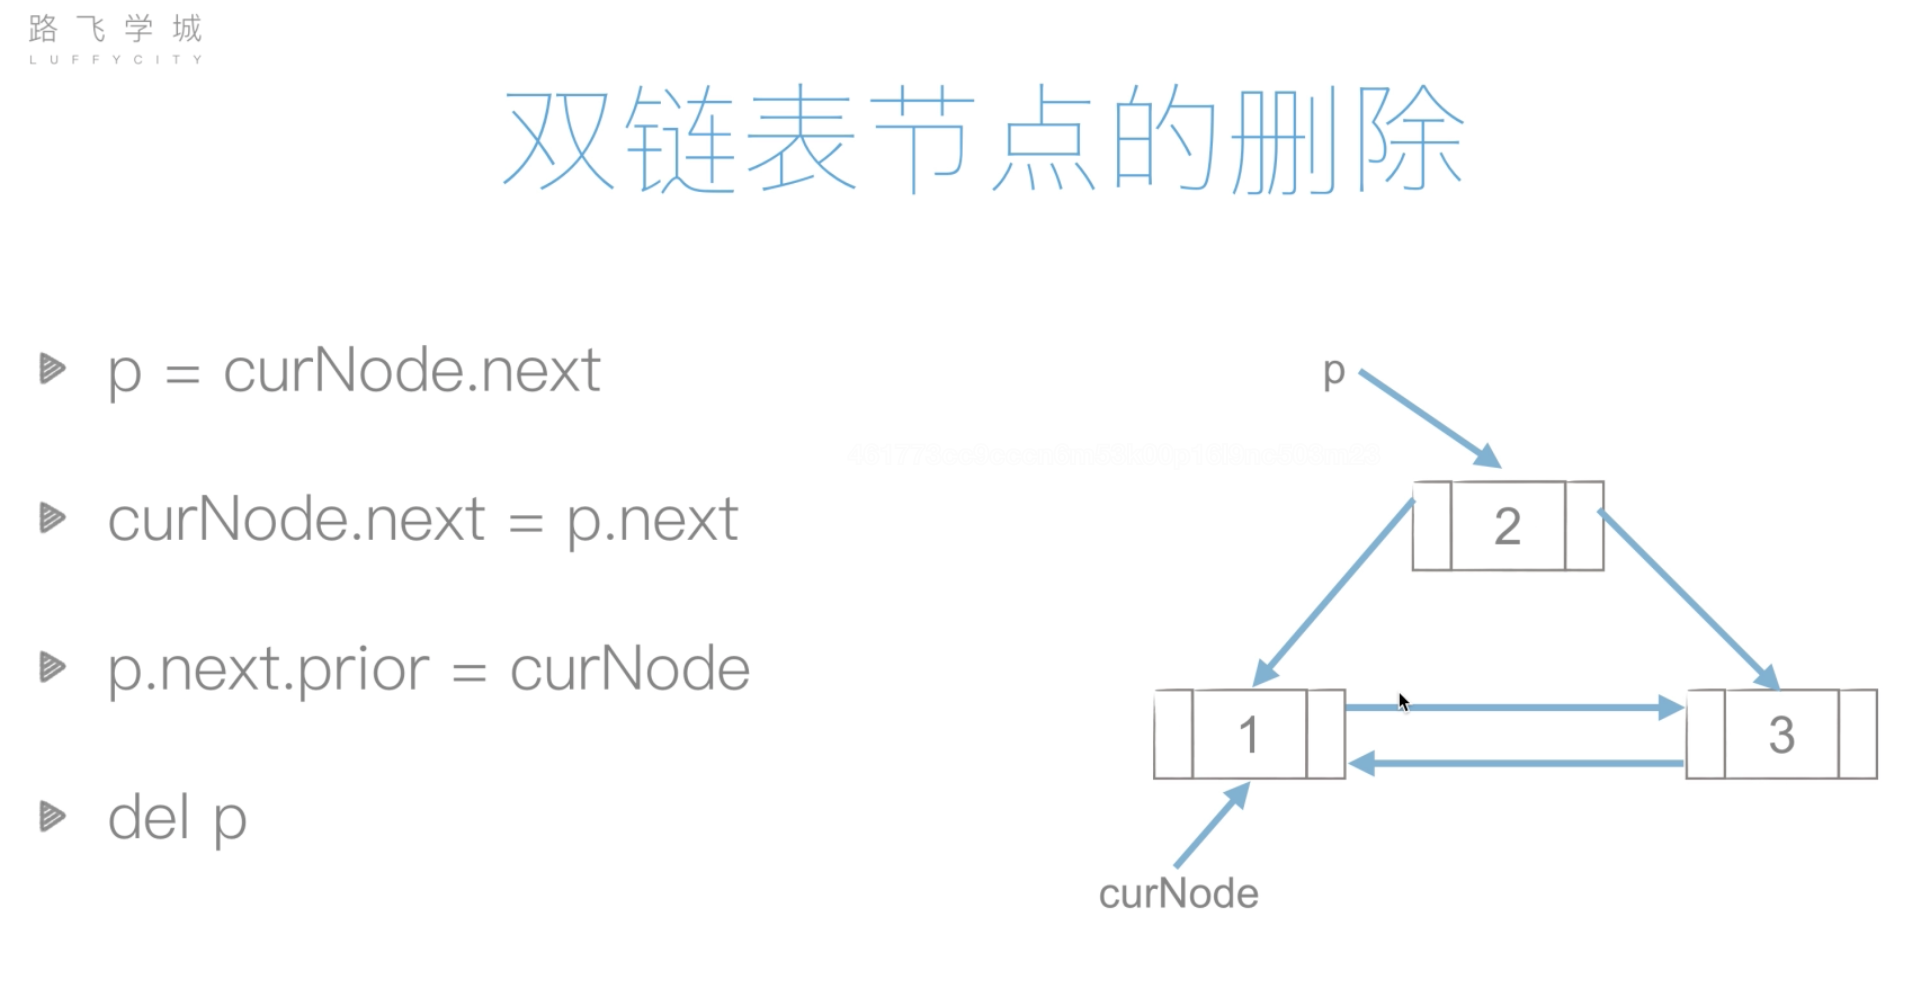 路飞学城
LUFFYCITY
双链表节点的删除
p = curNode.next
curNode.next = p.next
p.next.prior = curNode
del p
p
2
1
3
curNode